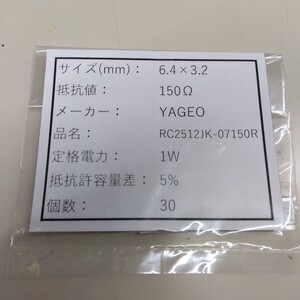 サイズ(mm)： 6.4×3.2
抵抗値： 150Ω
メーカー： YAGEO
品名： RC2512JK-07150R
定格電力： 1W
抵抗許容量差： 5%
個数： 30